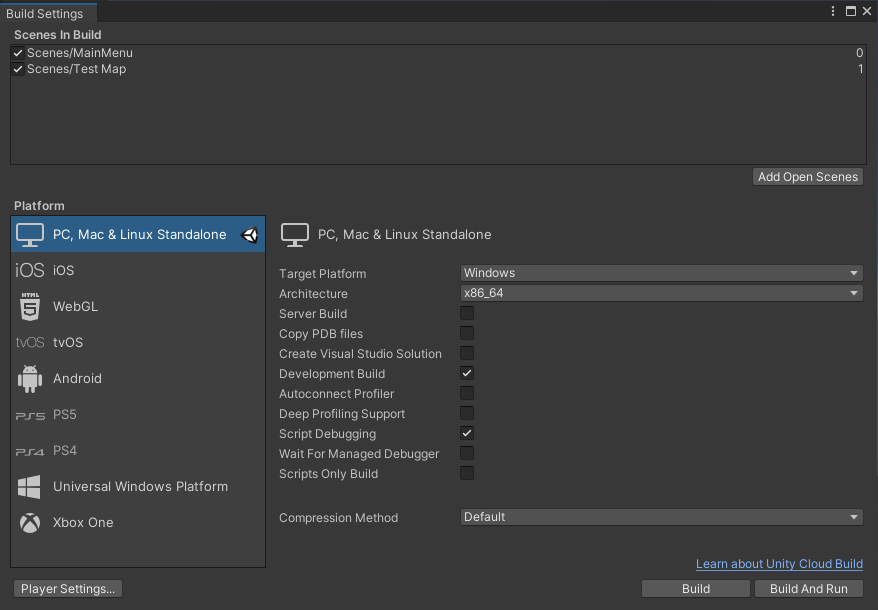 Build Settings
Scenes In Build
Scenes/MainMenu 0
Scenes/Test Map 1
Add Open Scenes
Platform
PC, Mac & Linux Standalone
iOS iOS
HTML 5 WebGL
tvOS tvOS
Android
PS5 PS5
PS4 PS4
Universal Windows Platform
Xbox One
PC, Mac & Linux Standalone
Target Platform Windows
Architecture x86_64
Server Build
Copy PDB files
Create Visual Studio Solution
Development Build
Autoconnect Profiler
Deep Profiling Support
Script Debugging
Wait For Managed Debugger
Scripts Only Build
Compression Method Default
Learn about Unity Cloud Build
Player Settings... Build Build And Run